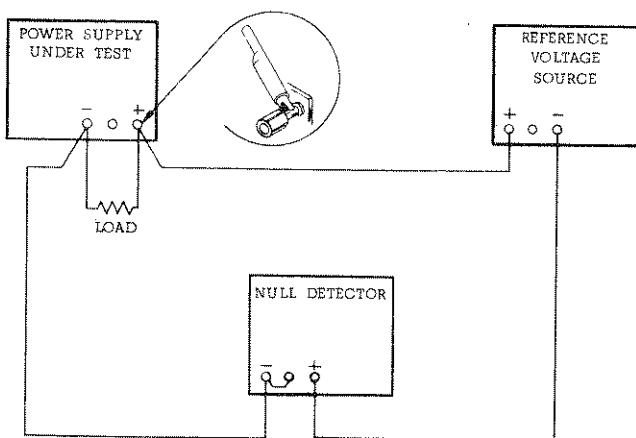 POWER SUPPLY
UNDER TEST
- +
LOAD
REFERENCE
VOLTAGE
SOURCE
+ -
NULL DETECTOR
- +